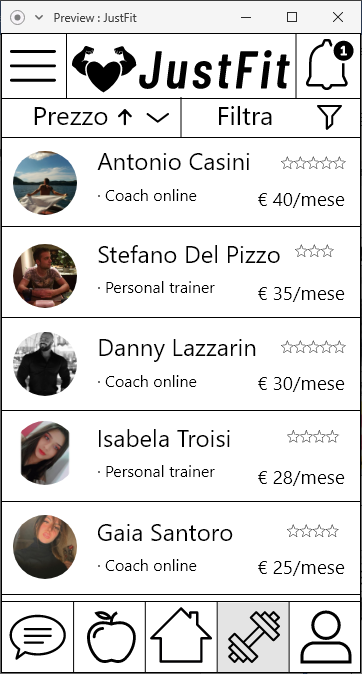 Preview : JustFit
JustFit
1
Prezzo ↑ Filtra
Antonio Casini ☆☆☆☆☆
· Coach online
€ 40/mese
Stefano Del Pizzo ☆☆☆
· Personal trainer
€ 35/mese
Danny Lazzarin ☆☆☆☆☆
· Coach online
€ 30/mese
Isabela Troisi ☆☆☆☆
· Personal trainer
€ 28/mese
Gaia Santoro ☆☆☆☆
· Coach online
€ 25/mese